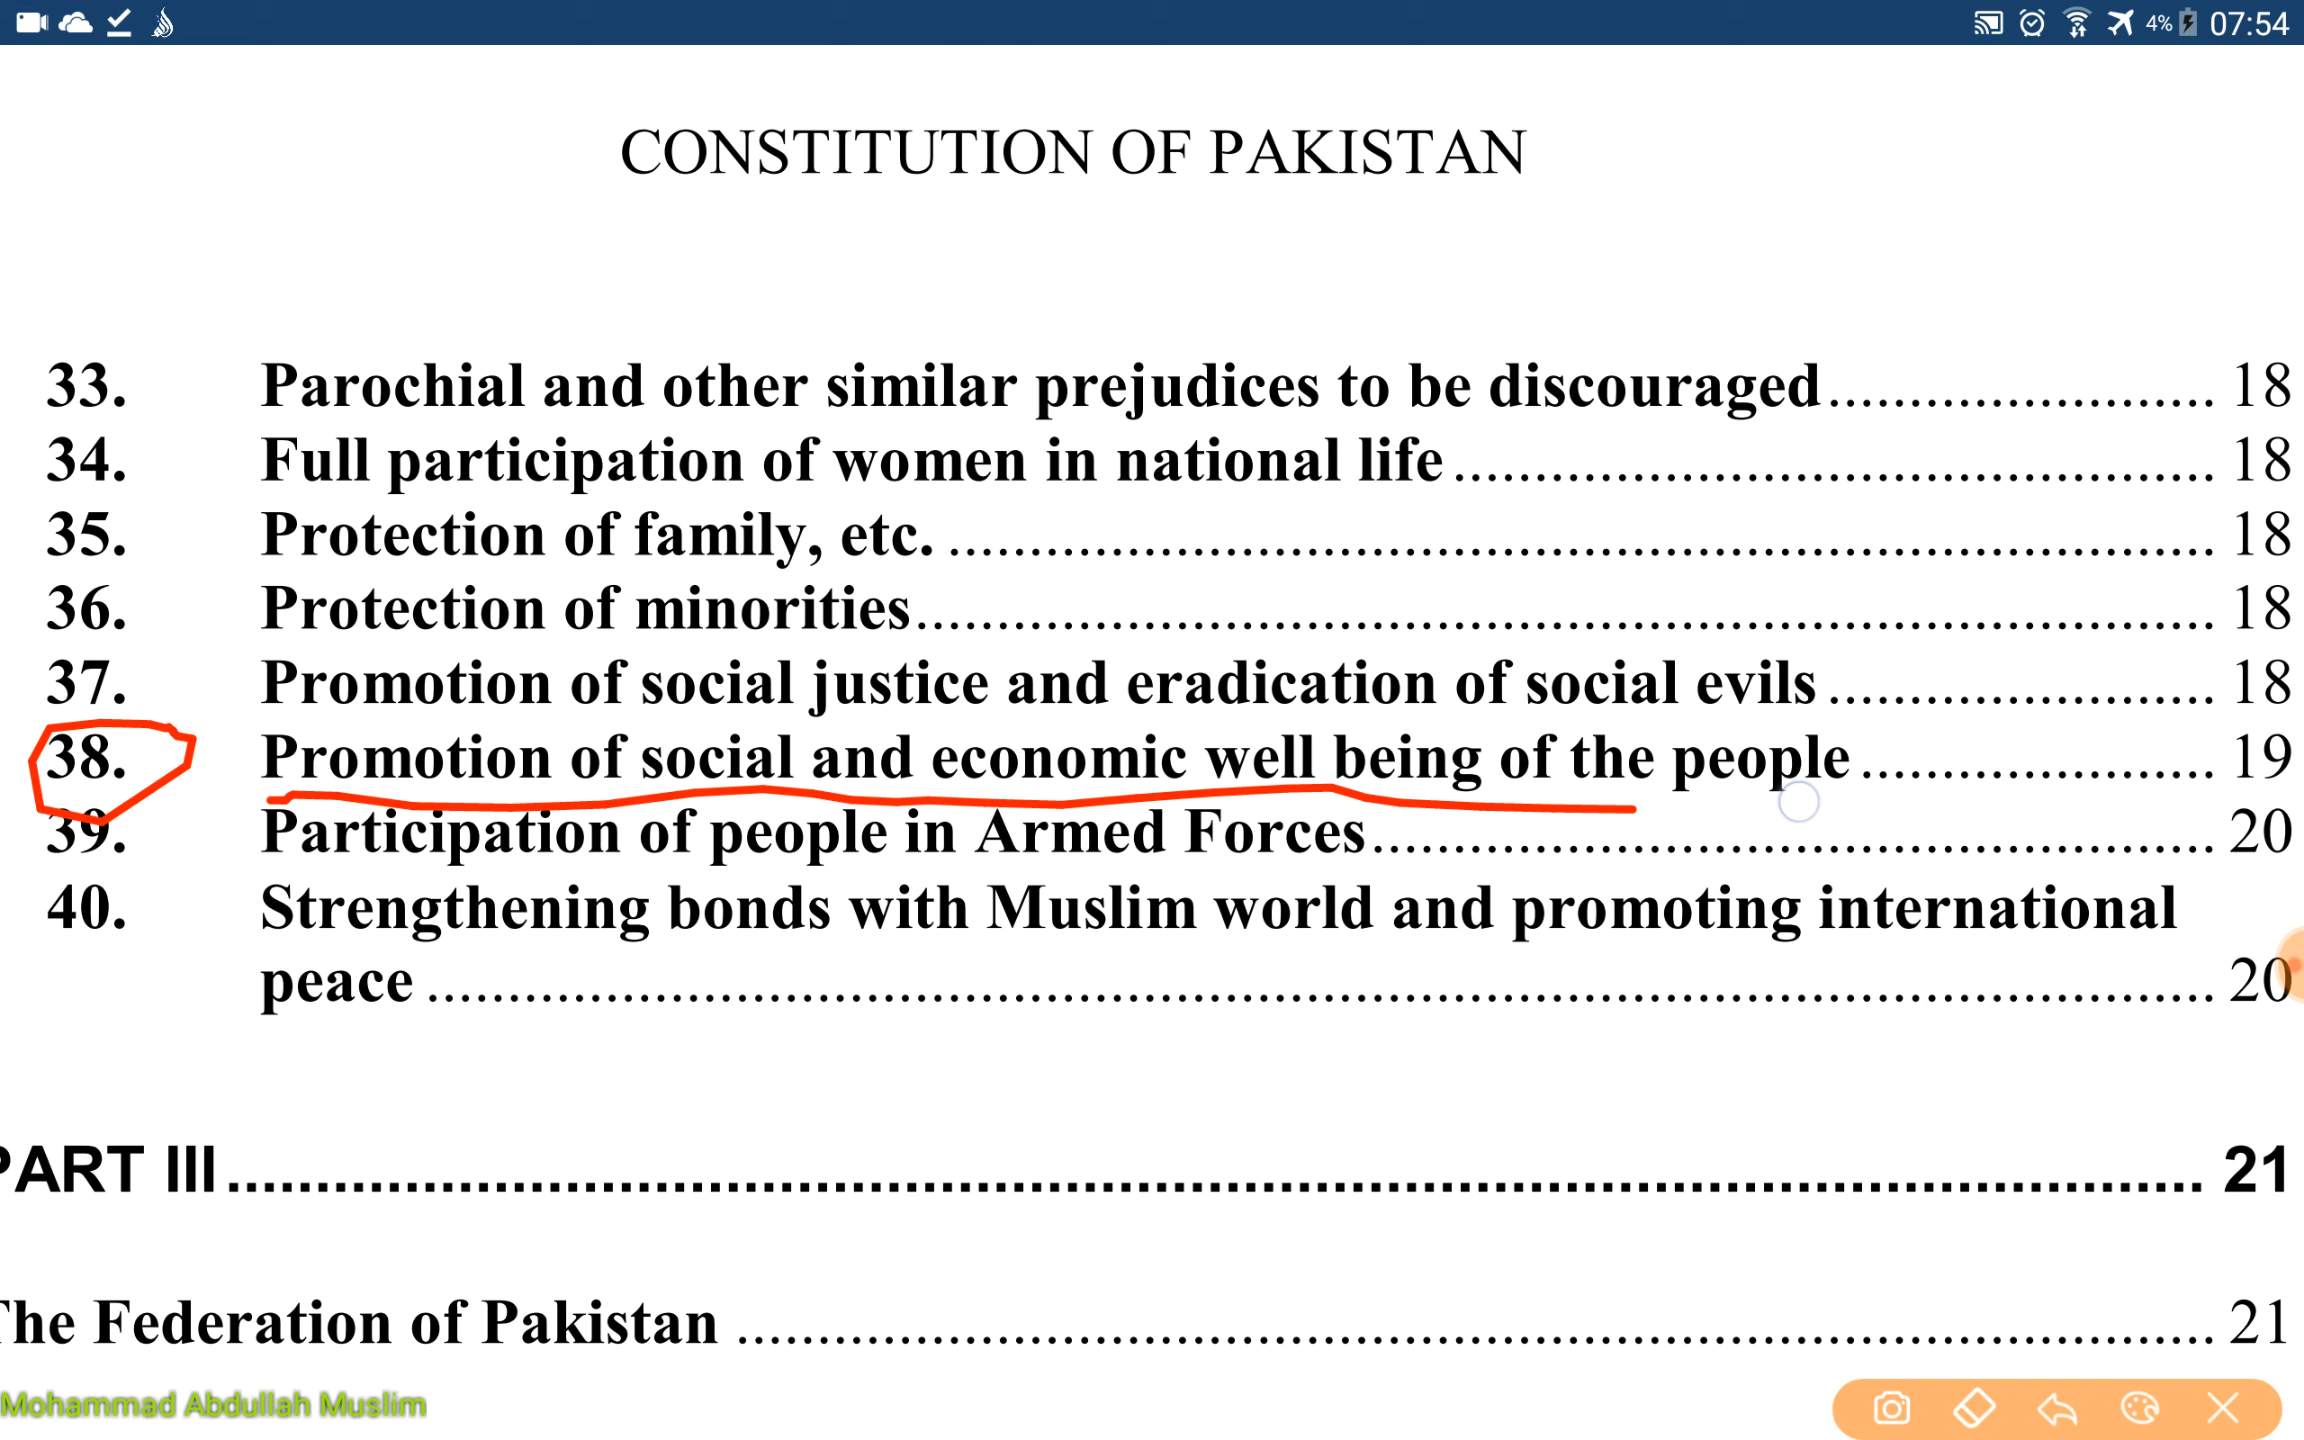 4% 07:54
CONSTITUTION OF PAKISTAN
33. Parochial and other similar prejudices to be discouraged........................ 18
34. Full participation of women in national life............................................... 18
35. Protection of family, etc. .............................................................................. 18
36. Protection of minorities................................................................................ 18
37. Promotion of social justice and eradication of social evils ........................ 18
38. Promotion of social and economic well being of the people...................... 19
39. Participation of people in Armed Forces.................................................... 20
40. Strengthening bonds with Muslim world and promoting international
peace .............................................................................................................. 20
PART III............................................................................................................. 21
The Federation of Pakistan ........................................................................................... 21
Mohammad Abdullah Muslim